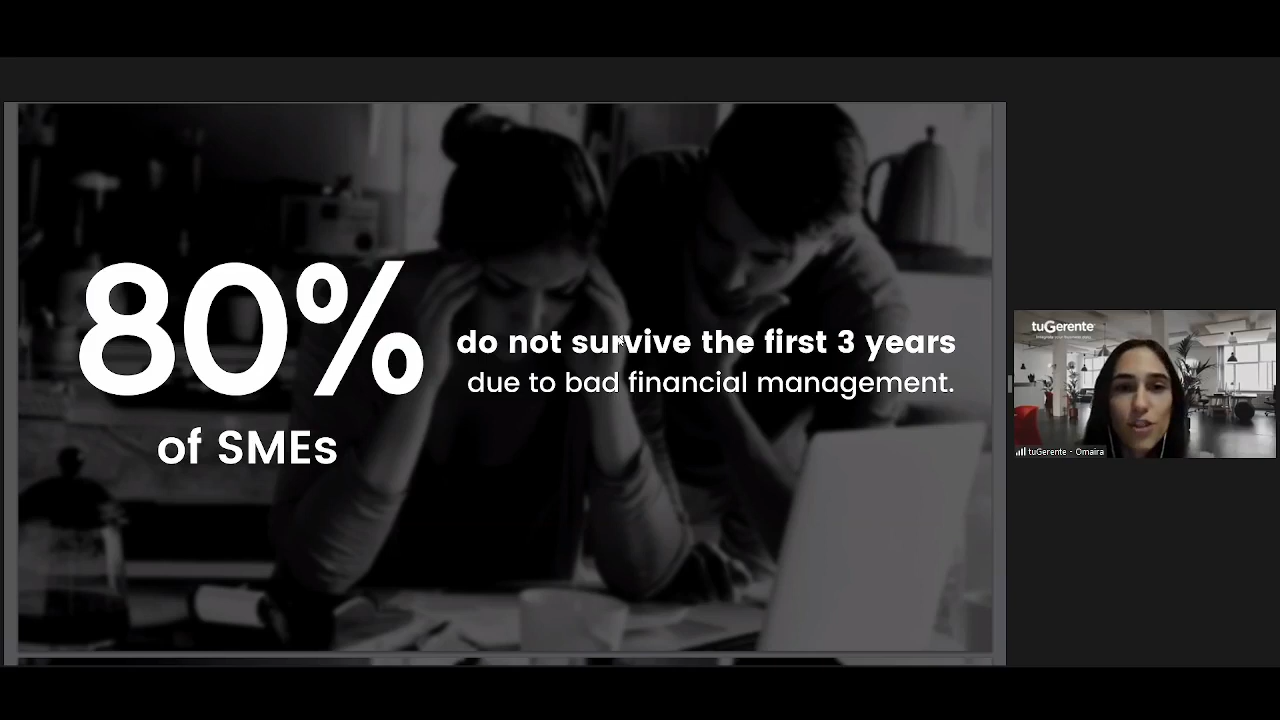 80%
of SMEs
do not survive the first 3 years
due to bad financial management.
tuGerente
tuGerente - Omaira